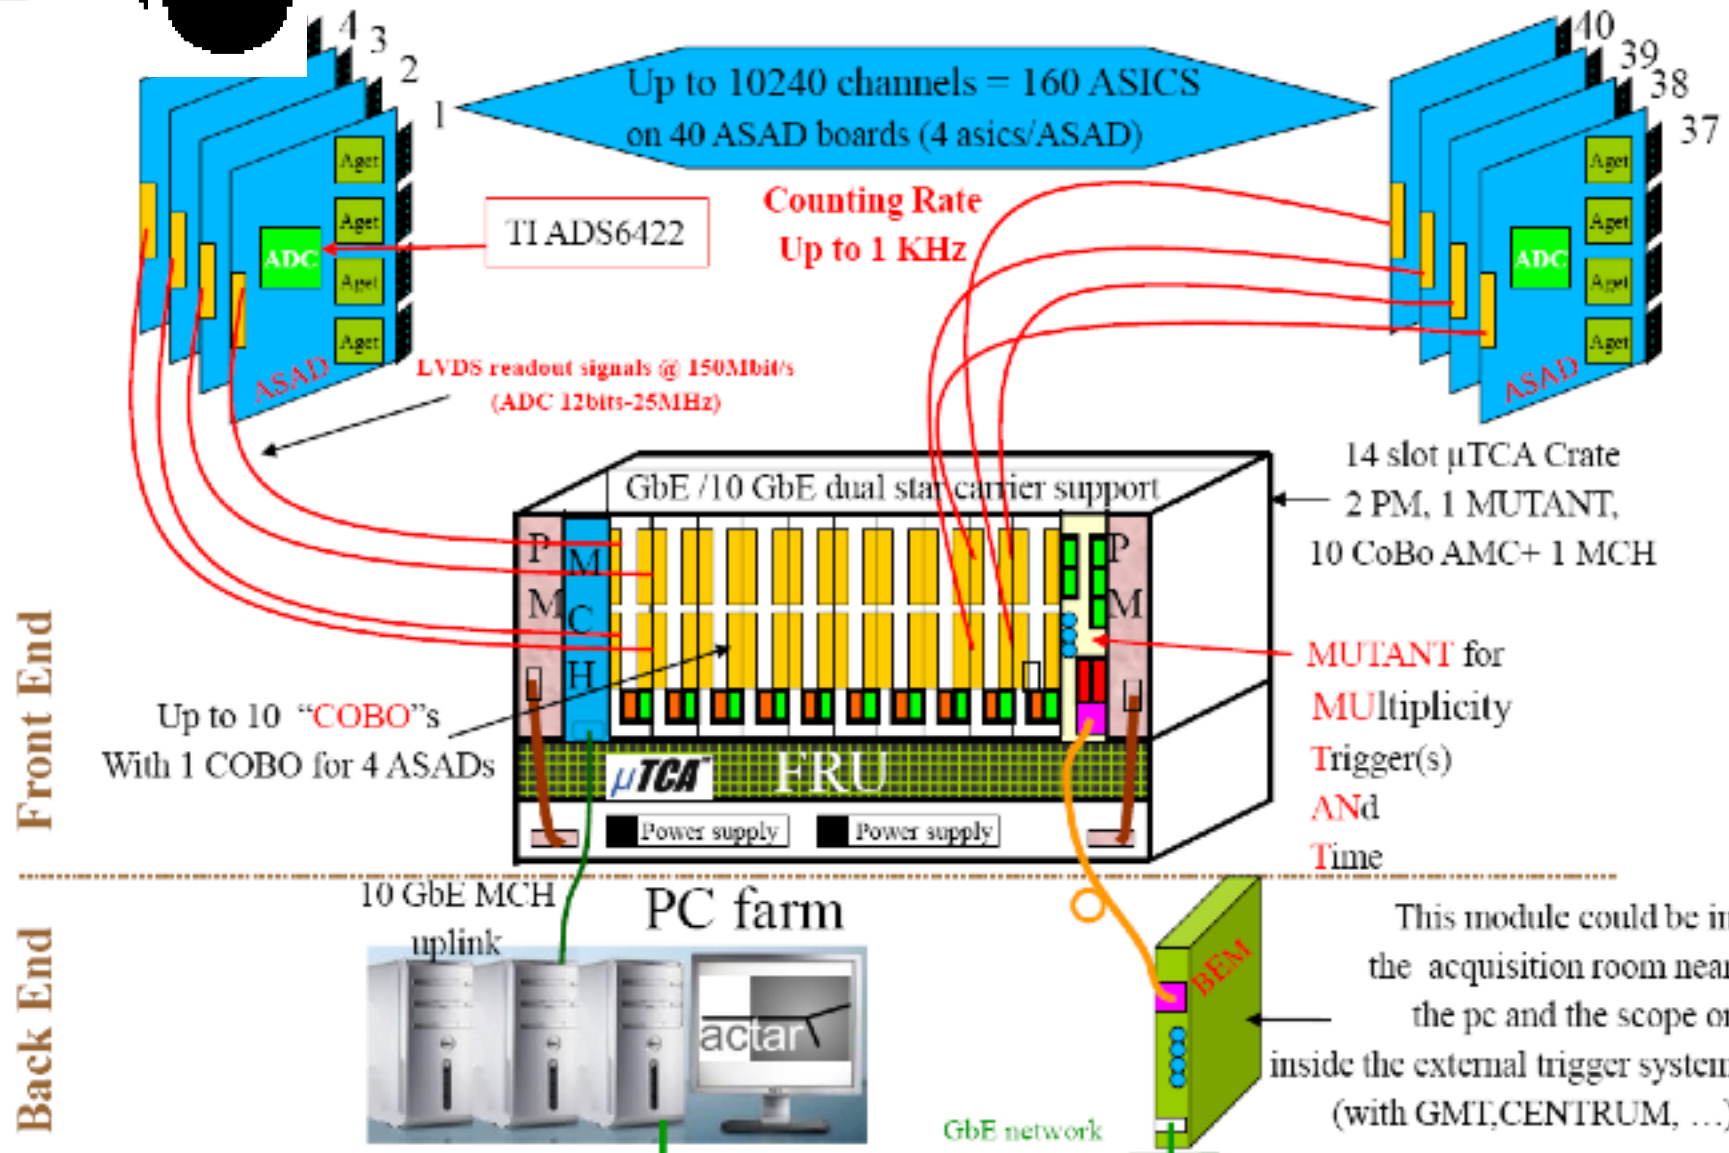 4
3
2
1
40
39
38
37
Up to 10240 channels = 160 ASICS
on 40 ASAD boards (4 asics/ASAD)
Aget
Aget
Aget
Aget
ADC
ASAD
TI ADS6422
Counting Rate
Up to 1 KHz
Aget
Aget
Aget
Aget
ADC
ASAD
LVDS readout signals @ 150Mbit/s
(ADC 12bits-25MHz)
14 slot µTCA Crate
2 PM, 1 MUTANT,
10 CoBo AMC+ 1 MCH
GbE /10 GbE dual star carrier support
PM
MCH
PM
Front End
Up to 10 “COBO”s
With 1 COBO for 4 ASADs
MUTANT for
MUltiplicity
Trigger(s)
ANd
Time
µTCA™
FRU
Power supply
Power supply
Back End
10 GbE MCH
uplink
PC farm
actar
BEM
This module could be in
the acquisition room near
the pc and the scope or
inside the external trigger system
(with GMT,CENTRUM, …)
GbE network